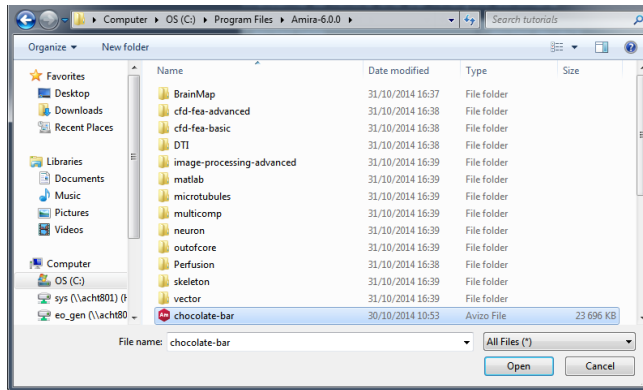 Computer ▸ OS (C:) ▸ Program Files ▸ Amira-6.0.0 ▸
Search tutorials
Organize
New folder
Name
Date modified
Type
Size
Favorites
Desktop
Downloads
Recent Places
Libraries
Documents
Music
Pictures
Videos
Computer
OS (C:)
sys (\\acht801) (H
eo_gen (\\acht80
BrainMap 31/10/2014 16:37 File folder
cfd-fea-advanced 31/10/2014 16:38 File folder
cfd-fea-basic 31/10/2014 16:38 File folder
DTI 31/10/2014 16:38 File folder
image-processing-advanced 31/10/2014 16:39 File folder
matlab 31/10/2014 16:39 File folder
microtubules 31/10/2014 16:39 File folder
multicomp 31/10/2014 16:39 File folder
neuron 31/10/2014 16:39 File folder
outofcore 31/10/2014 16:39 File folder
Perfusion 31/10/2014 16:38 File folder
skeleton 31/10/2014 16:39 File folder
vector 31/10/2014 16:39 File folder
chocolate-bar 30/10/2014 10:53 Avizo File 23 696 KB
File name: chocolate-bar
All Files (*)
Open
Cancel